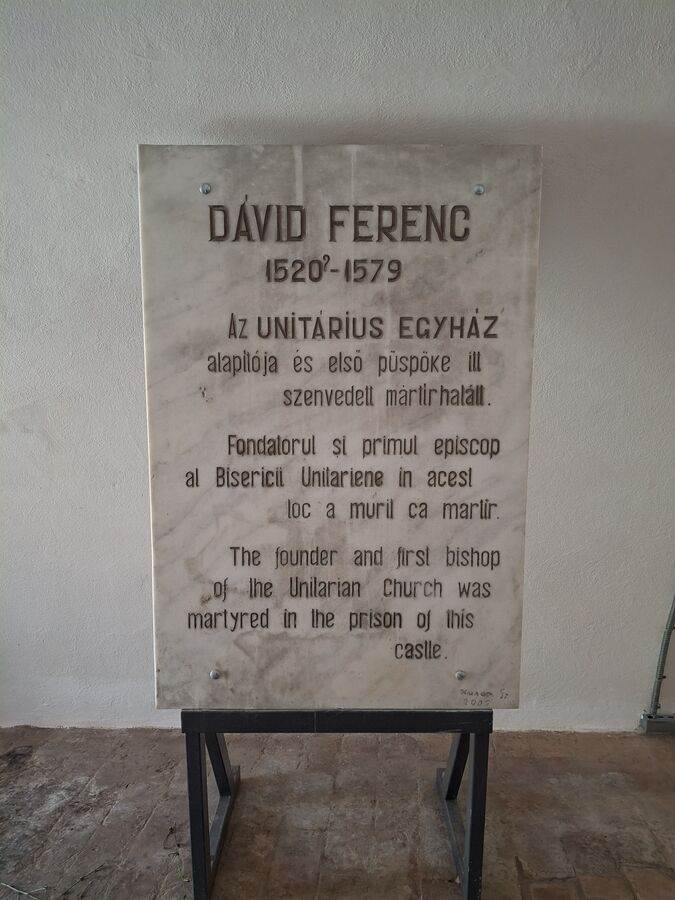 DÁVID FERENC
1520?-1579
Az UNITÁRIUS EGYHÁZ
alapítója és első püspöke itt
szenvedett mártírhalált.
Fondatorul și primul episcop
al Bisericii Unitariene în acest
loc a murit ca martir.
The founder and first bishop
of the Unitarian Church was
martyred in the prison of this
castle.